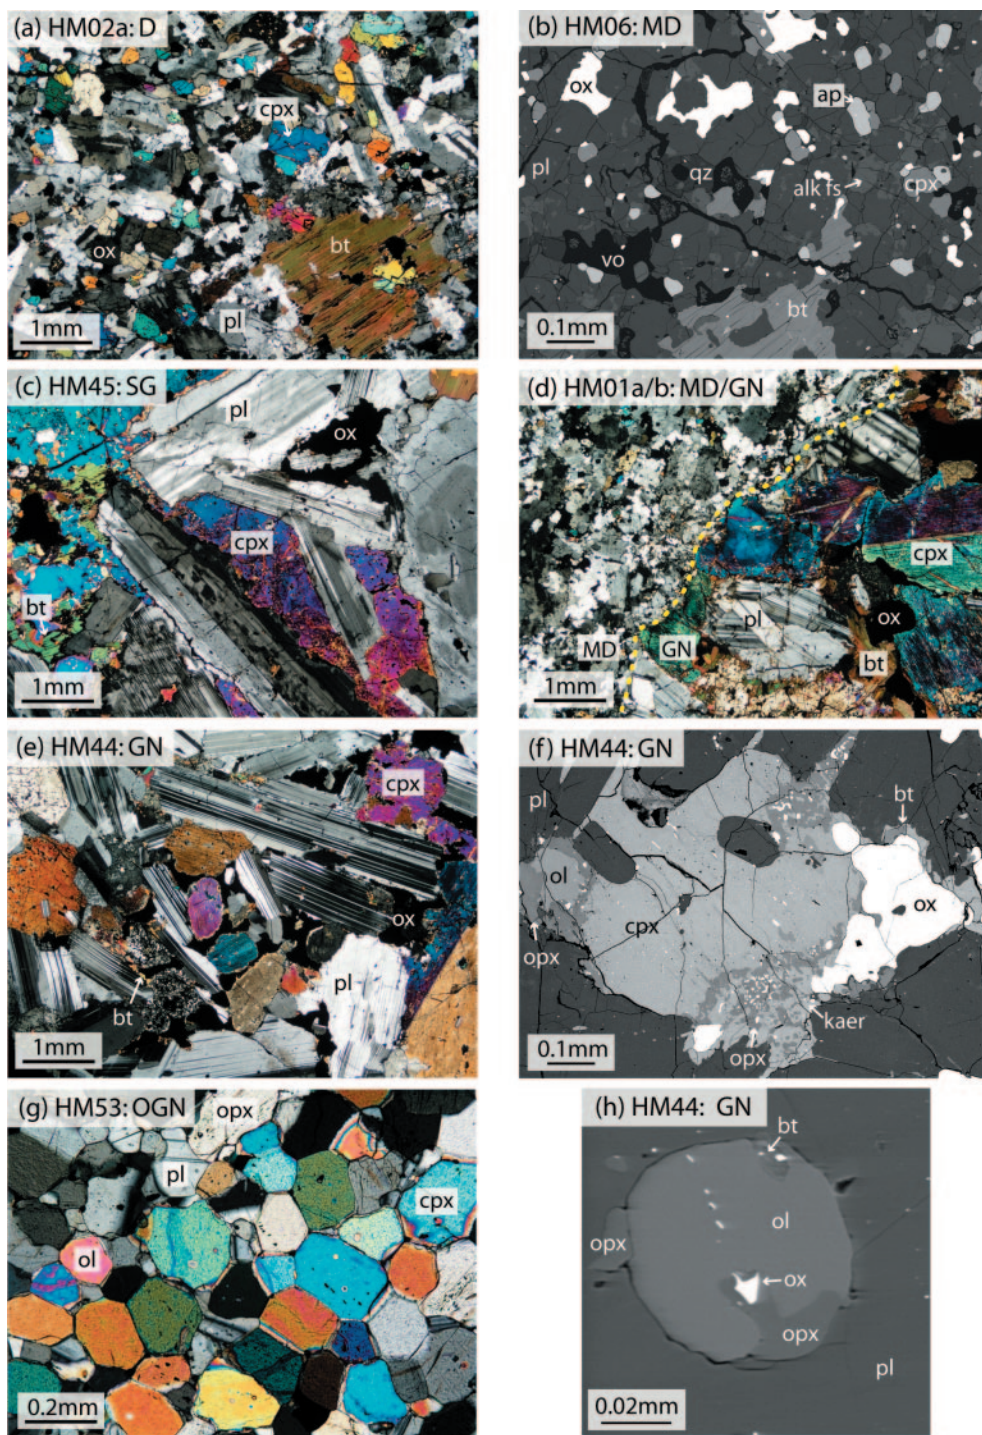 (a) HM02a: D
cpx
ox
bt
pl
1mm
(b) HM06: MD
ox
ap
pl
qz
alk fs
cpx
vo
bt
0.1mm
(c) HM45: SG
pl
ox
cpx
bt
1mm
(d) HM01a/b: MD/GN
cpx
pl
ox
MD
GN
bt
1mm
(e) HM44: GN
cpx
ox
pl
bt
1mm
(f) HM44: GN
pl
bt
ol
cpx
ox
opx
kaer
opx
0.1mm
(g) HM53: OGN
opx
pl
cpx
ol
0.2mm
(h) HM44: GN
bt
ol
opx
ox
opx
pl
0.02mm